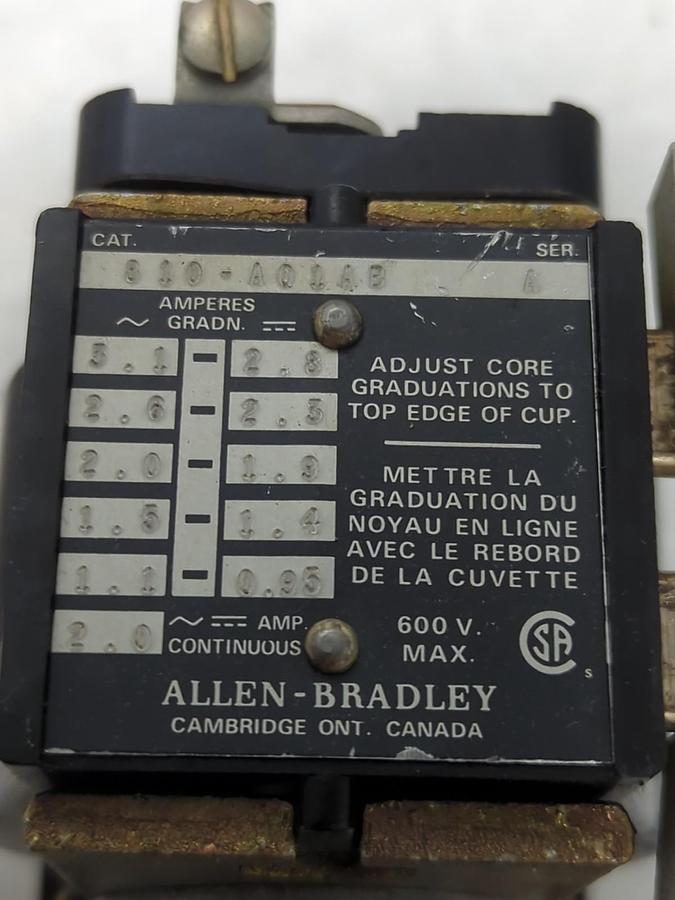 CAT. SER.
810-A01AB A
AMPERES
GRADN.
3.1 - 2.8
2.6 - 2.3
2.0 - 1.9
1.5 - 1.4
1.1 - 0.95
2.0 AMP.
CONTINUOUS
ADJUST CORE
GRADUATIONS TO
TOP EDGE OF CUP.
METTRE LA
GRADUATION DU
NOYAU EN LIGNE
AVEC LE REBORD
DE LA CUVETTE
600 V.
MAX.
CSA
S
ALLEN-BRADLEY
CAMBRIDGE ONT. CANADA